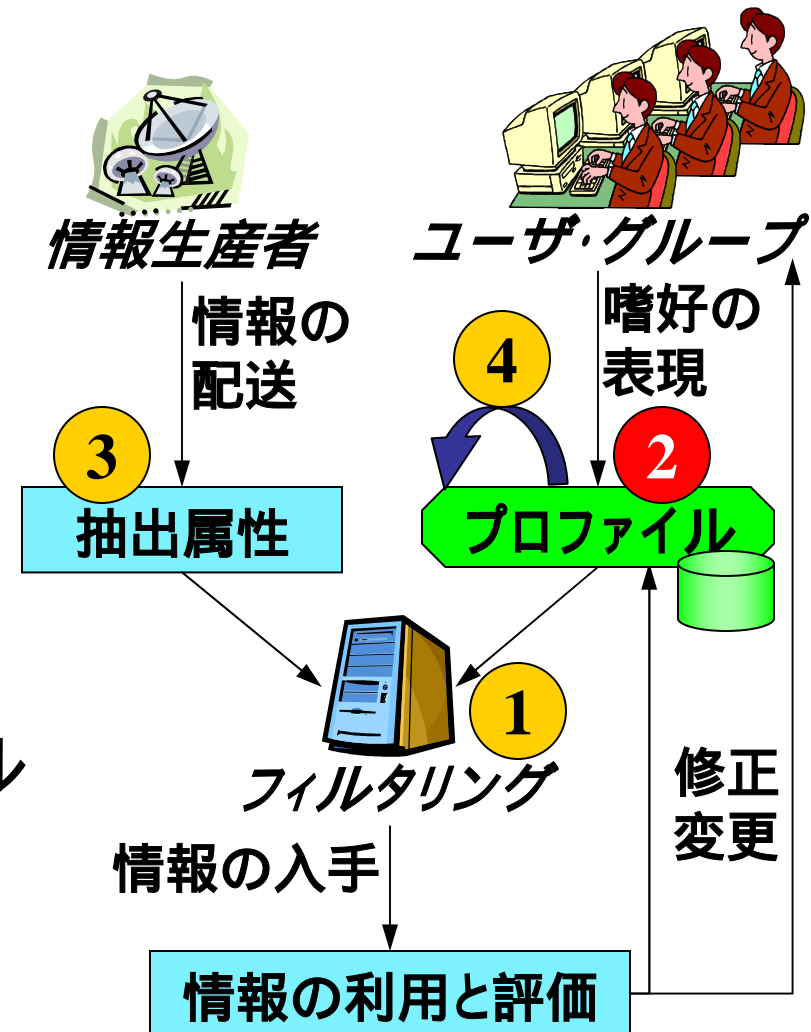 情報生産者
ユーザ・グループ
情報の
配送
嗜好の
表現
4
3
2
抽出属性
プロファイル
1
ル
フィルタリング
修正
変更
情報の入手
情報の利用と評価